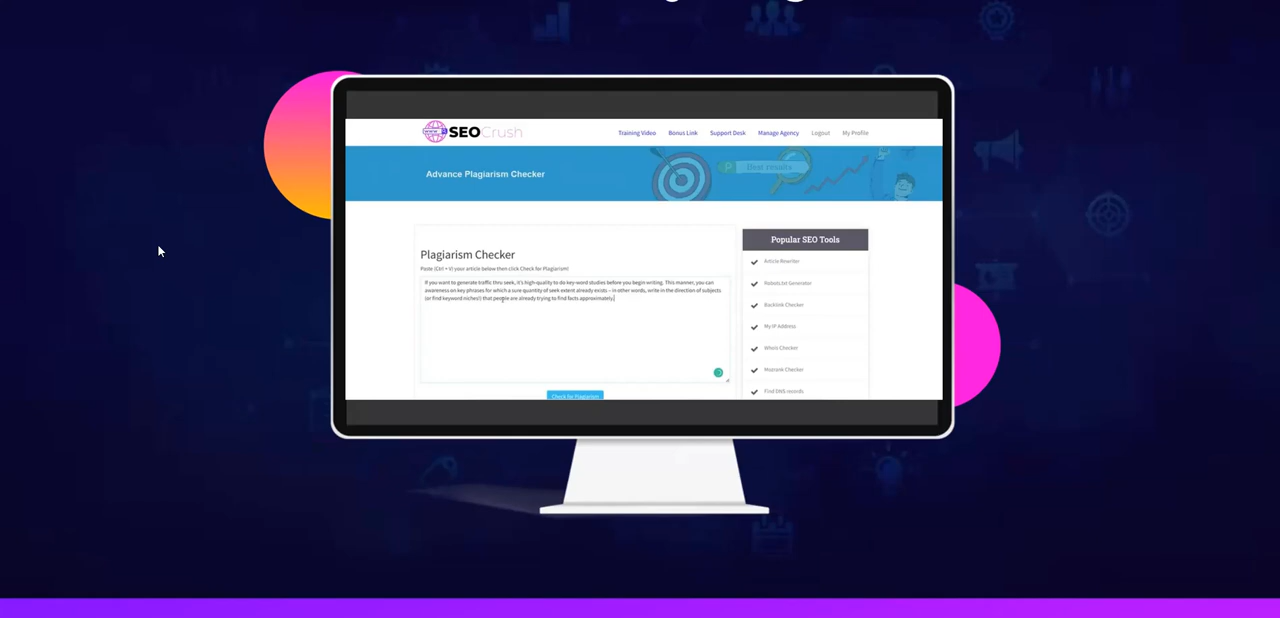 www SEOCrush
Training Video Bonus Link Support Desk Manage Agency Logout My Profile
Best results
Advance Plagiarism Checker
Plagiarism Checker
Paste (Ctrl + V) your article below then click Check for Plagiarism!
If you want to generate traffic thru seek, it's high-quality to do key-word studies before you begin writing. This manner, you can
awareness on key phrases for which a sure quantity of seek extent already exists – in other words, write in the direction of subjects
(or find keyword niches!) that people are already trying to find facts approximately.
Check for Plagiarism
Popular SEO Tools
Article Rewriter
Robots.txt Generator
Backlink Checker
My IP Address
Whois Checker
Mozrank Checker
Find DNS records